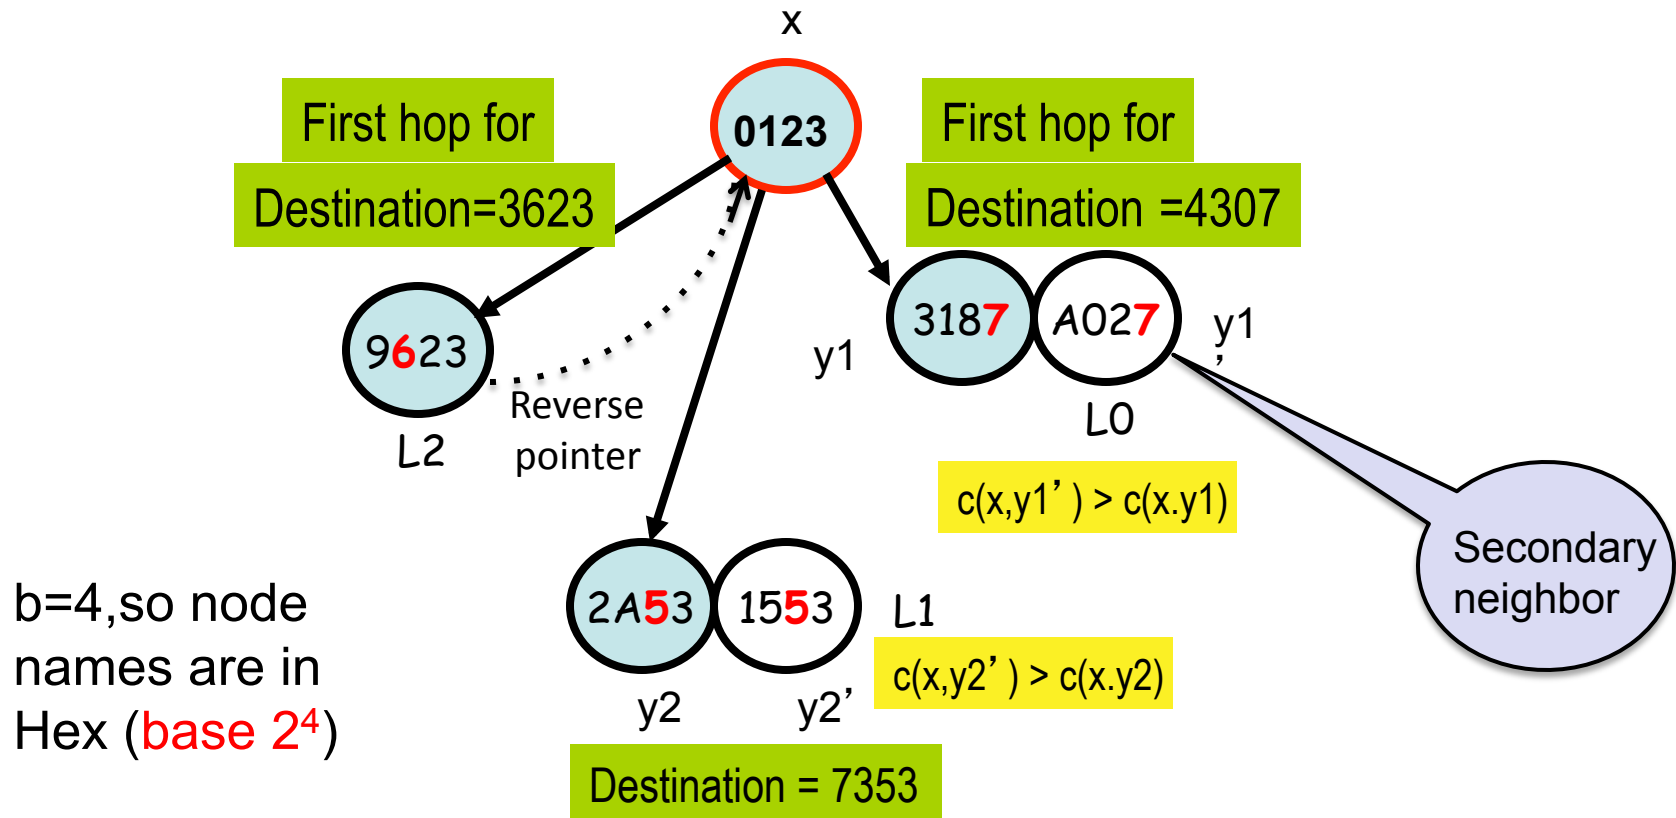 x
First hop for
Destination=3623
0123
First hop for
Destination =4307
9623
L2
Reverse
pointer
y1
3187
A027
y1
’
L0
c(x,y1’ ) > c(x.y1)
Secondary
neighbor
2A53
1553
L1
y2
y2’
c(x,y2’ ) > c(x.y2)
Destination = 7353
b=4,so node
names are in
Hex (base 2⁴)